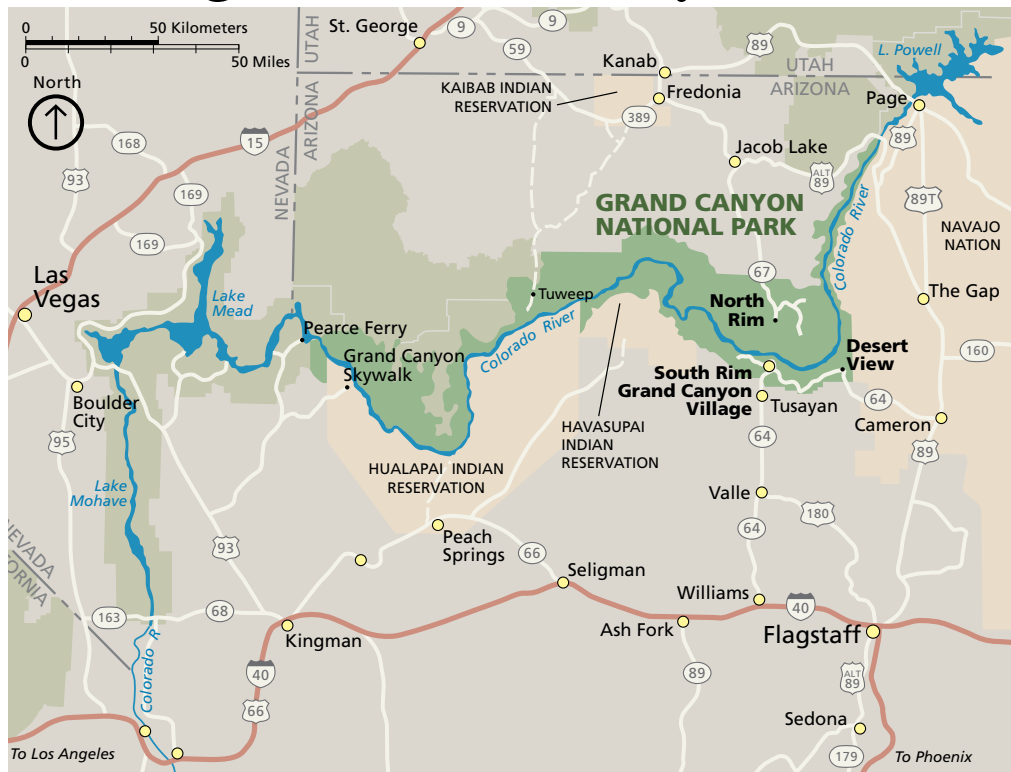 0
50 Kilometers
0
50 Miles
North
St. George
9
59
9
Kanab
89
L. Powell
UTAH
ARIZONA
UTAH
ARIZONA
NEVADA
KAIBAB INDIAN
RESERVATION
Fredonia
389
Page
15
168
93
169
169
Jacob Lake
ALT
89
89
89T
GRAND CANYON
NATIONAL PARK
Colorado River
NAVAJO
NATION
Las
Vegas
Lake
Mead
Tuweep
67
The Gap
North
Rim
Pearce Ferry
Colorado River
Grand Canyon
Skywalk
Desert
View
160
South Rim
Grand Canyon
Village
Tusayan
64
Boulder
City
Cameron
95
HAVASUPAI
INDIAN
RESERVATION
64
89
HUALAPAI INDIAN
RESERVATION
Lake
Mohave
Valle
180
Peach
Springs
NEVADA
93
66
64
Seligman
Williams
40
163
68
Kingman
Ash Fork
Flagstaff
Colorado R
40
66
89
ALT
89
Sedona
To Los Angeles
179
To Phoenix